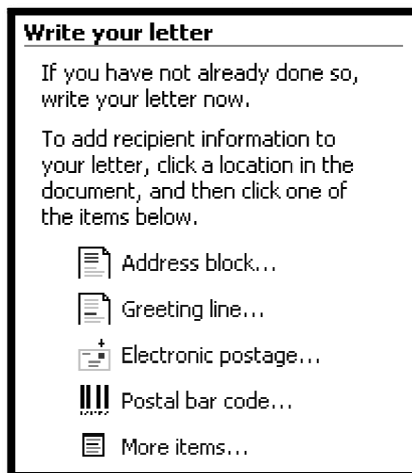 Write your letter
If you have not already done so,
write your letter now.
To add recipient information to
your letter, click a location in the
document, and then click one of
the items below.
Address block...
Greeting line...
Electronic postage...
Postal bar code...
More items...